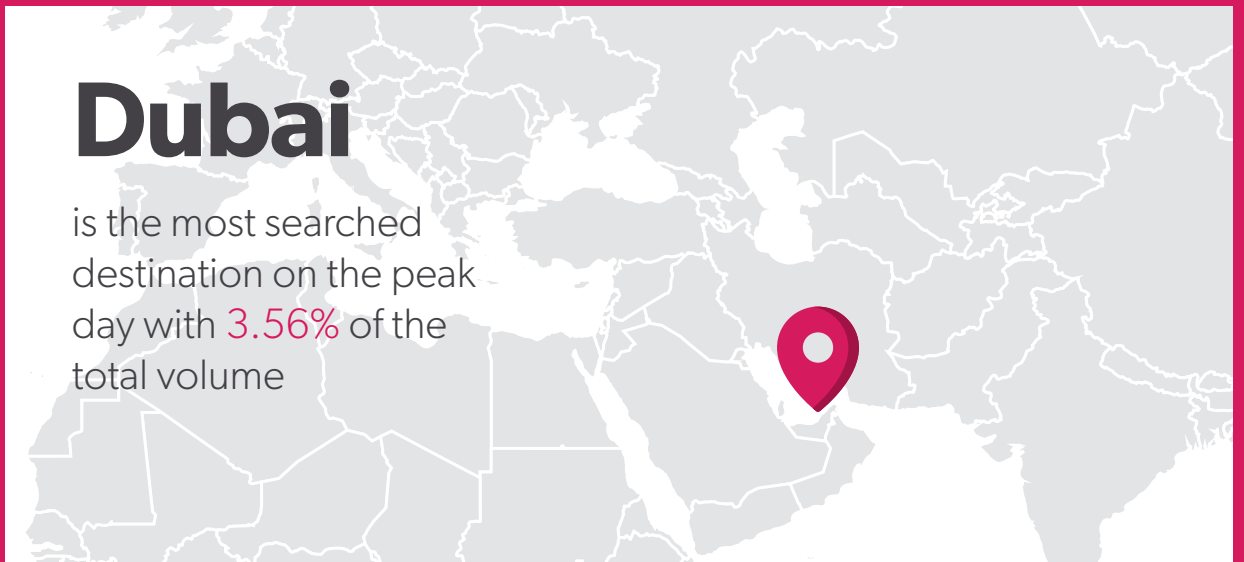 Dubai
is the most searched
destination on the peak
day with 3.56% of the
total volume